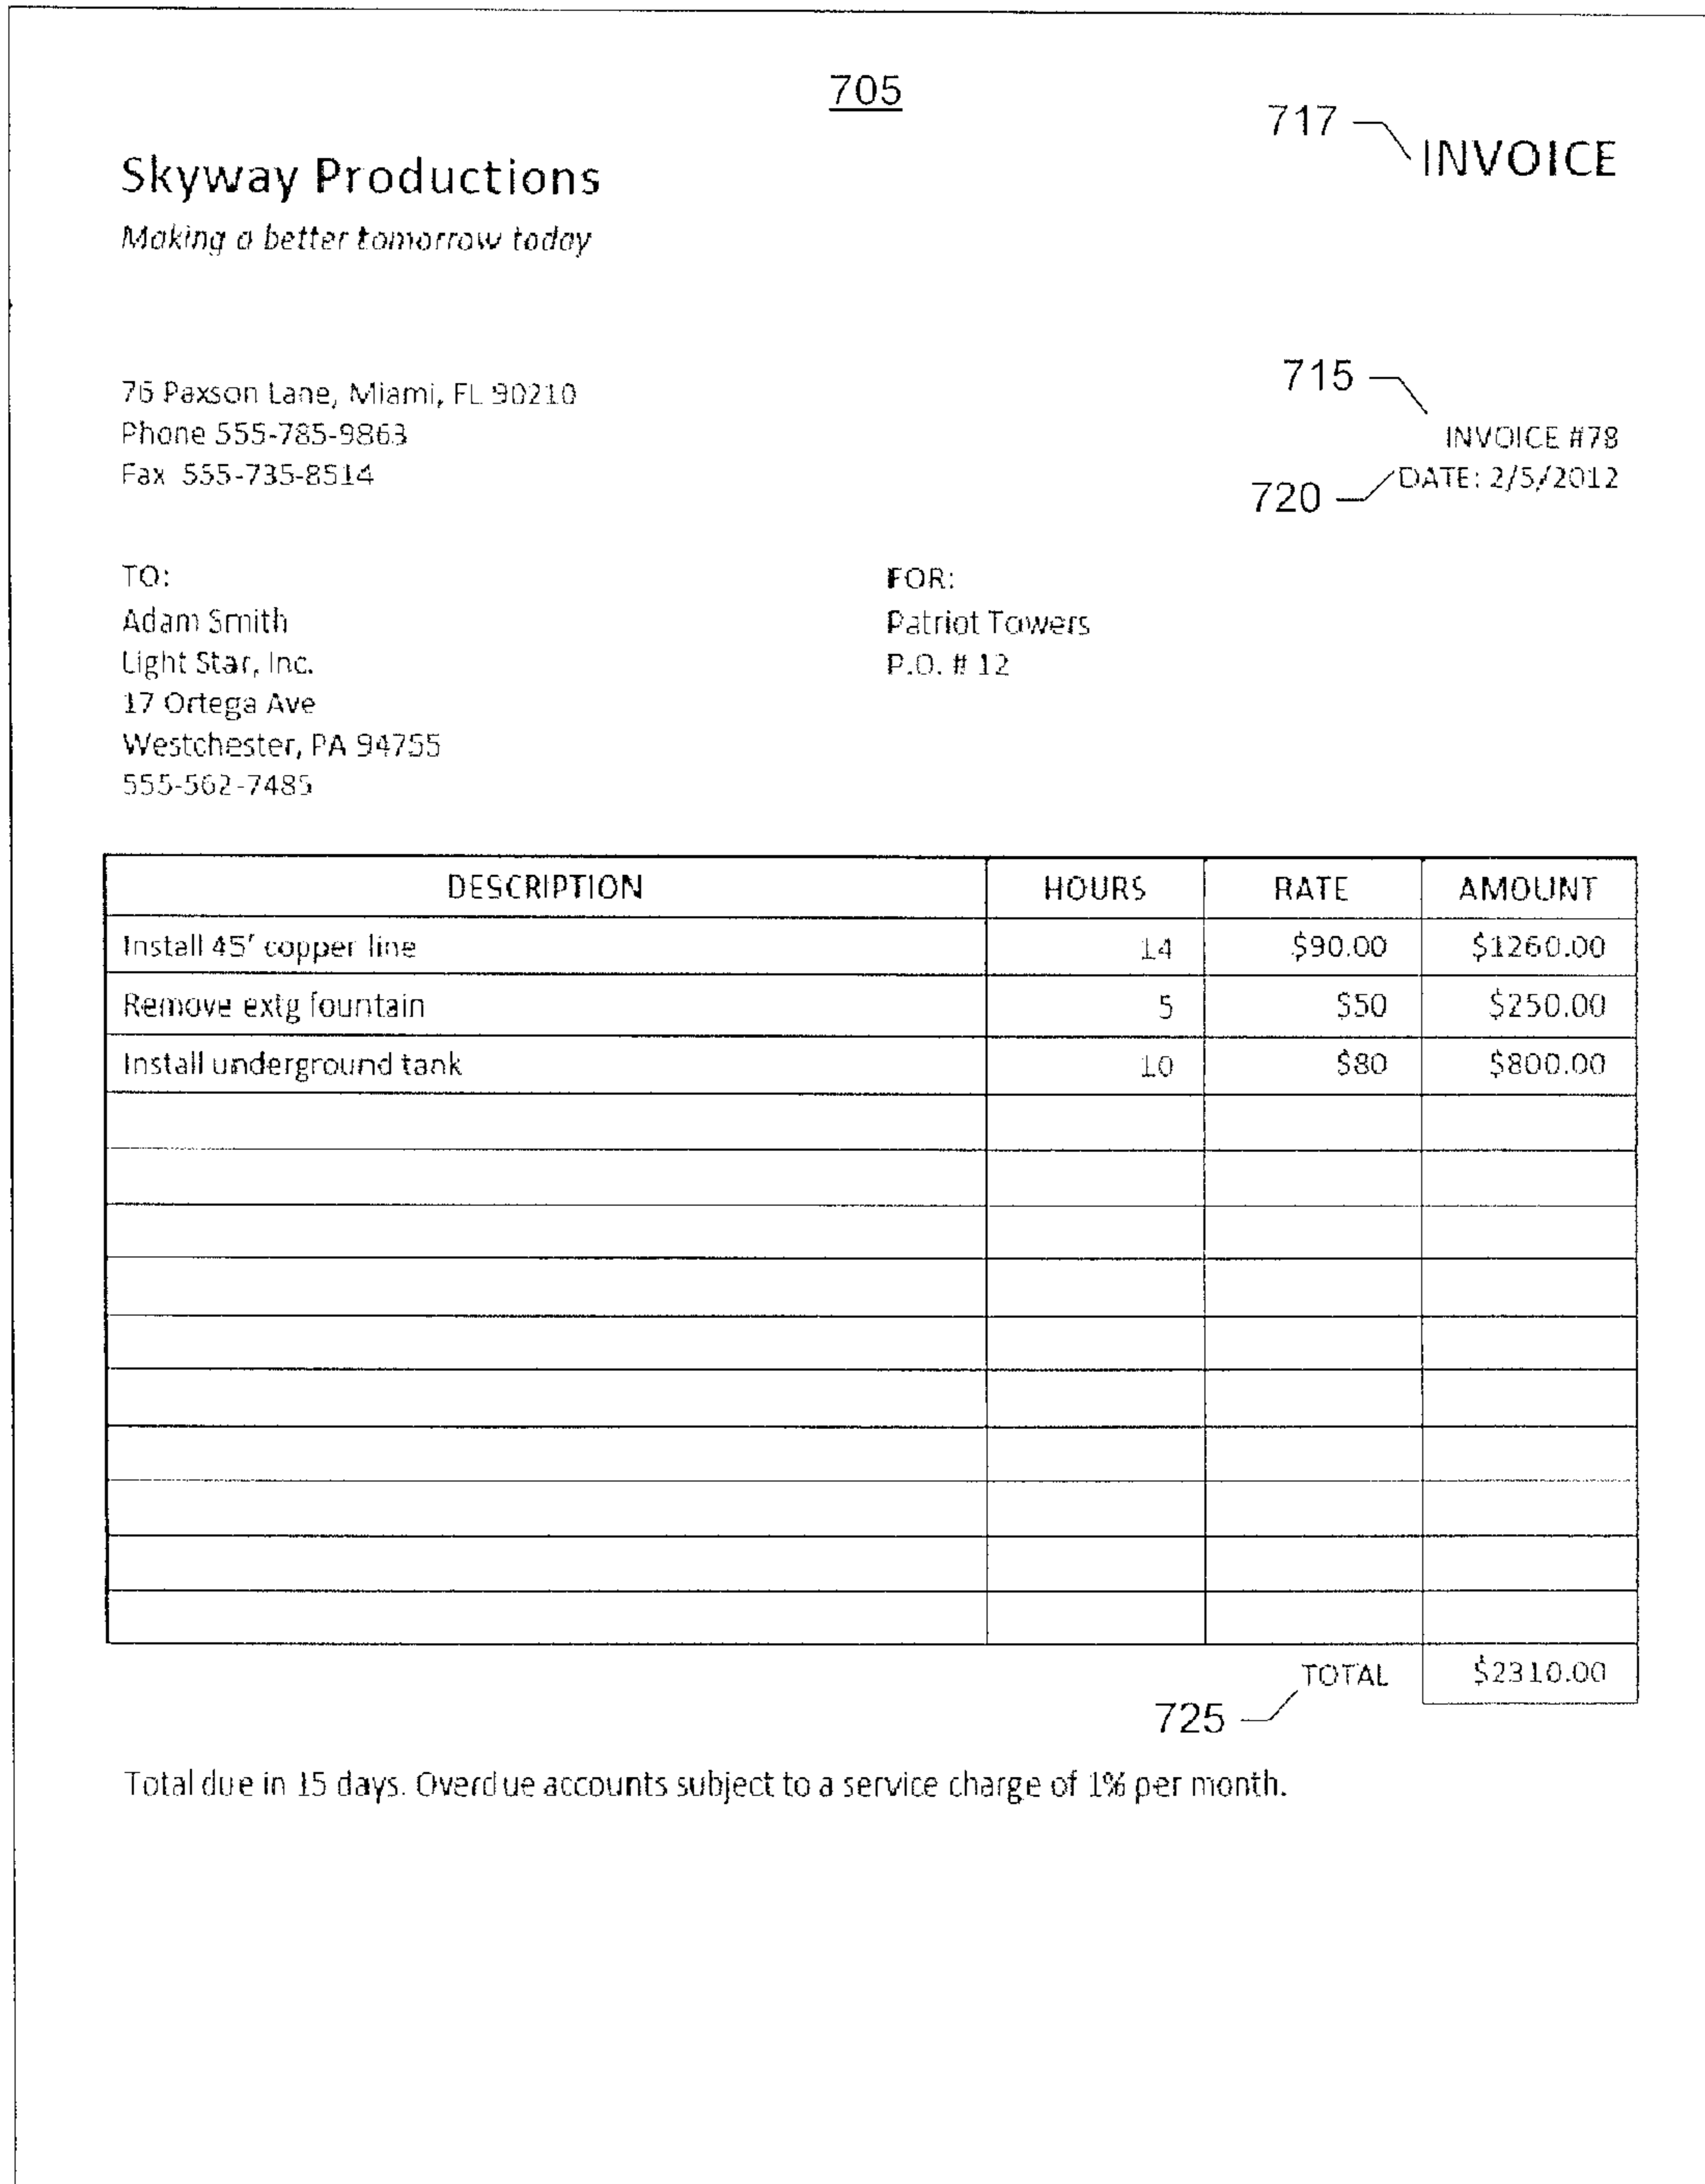 705
717
INVOICE
Skyway Productions
Making a better tomorrow today
76 Paxson Lane, Miami, FL 90210
Phone 555-785-9863
Fax 555-735-8514
715
INVOICE #78
720
DATE: 2/5/2012
TO:
Adam Smith
Light Star, Inc.
17 Ortega Ave
Westchester, PA 94755
555-562-7485
FOR:
Patriot Towers
P.O. # 12
DESCRIPTION HOURS RATE AMOUNT
Install 45' copper line 14 $90.00 $1260.00
Remove extg fountain 5 $50 $250.00
Install underground tank 10 $80 $800.00
TOTAL $2310.00
725
Total due in 15 days. Overdue accounts subject to a service charge of 1% per month.